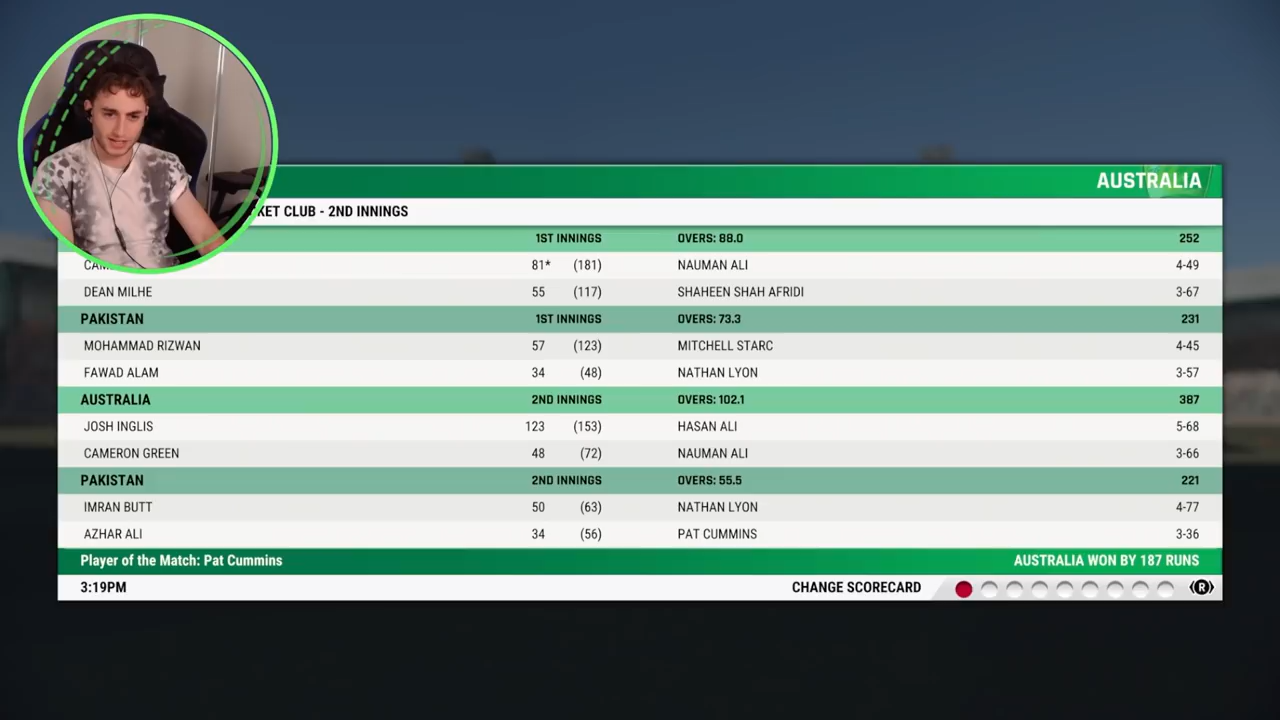 AUSTRALIA
KET CLUB - 2ND INNINGS
1ST INNINGS OVERS: 88.0 252
81* (181) NAUMAN ALI 4-49
DEAN MILHE 55 (117) SHAHEEN SHAH AFRIDI 3-67
PAKISTAN 1ST INNINGS OVERS: 73.3 231
MOHAMMAD RIZWAN 57 (123) MITCHELL STARC 4-45
FAWAD ALAM 34 (48) NATHAN LYON 3-57
AUSTRALIA 2ND INNINGS OVERS: 102.1 387
JOSH INGLIS 123 (153) HASAN ALI 5-68
CAMERON GREEN 48 (72) NAUMAN ALI 3-66
PAKISTAN 2ND INNINGS OVERS: 55.5 221
IMRAN BUTT 50 (63) NATHAN LYON 4-77
AZHAR ALI 34 (56) PAT CUMMINS 3-36
Player of the Match: Pat Cummins AUSTRALIA WON BY 187 RUNS
3:19PM CHANGE SCORECARD R